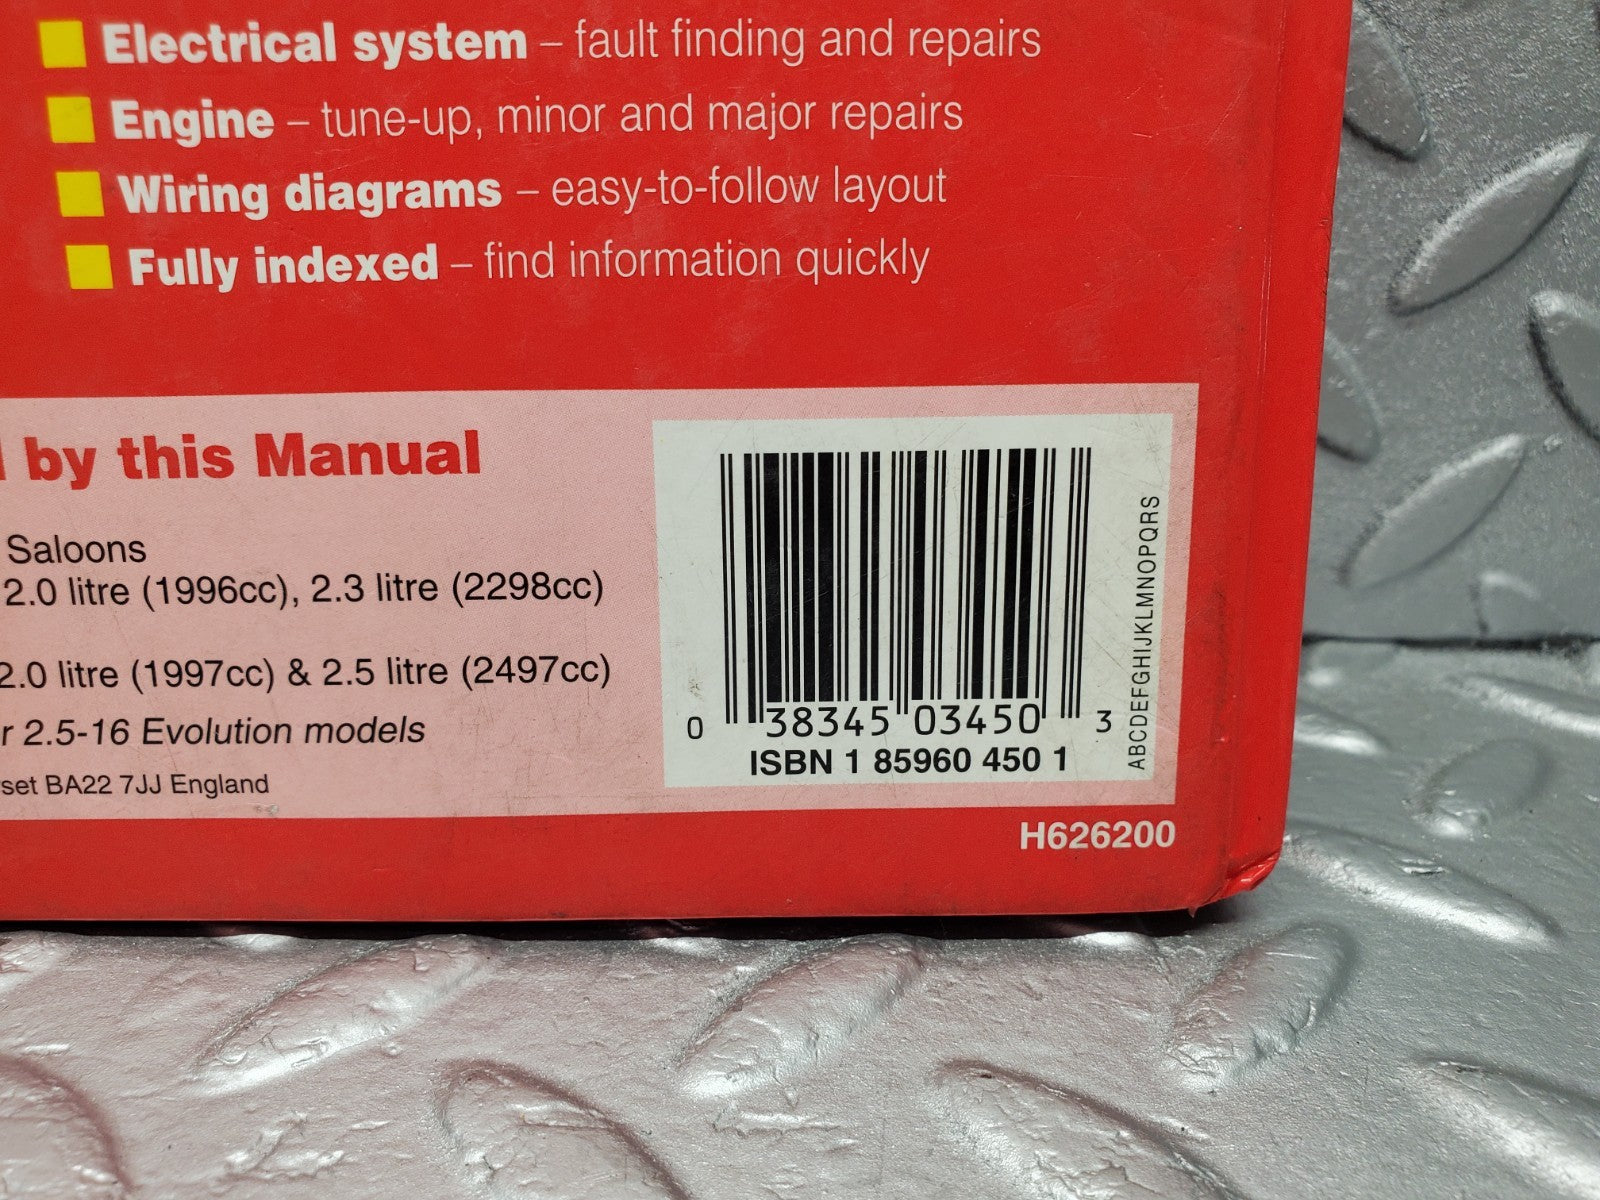 Electrical system – fault finding and repairs
Engine – tune-up, minor and major repairs
Wiring diagrams – easy-to-follow layout
Fully indexed – find information quickly
by this Manual
Saloons
2.0 litre (1996cc), 2.3 litre (2298cc)
2.0 litre (1997cc) & 2.5 litre (2497cc)
r 2.5-16 Evolution models
set BA22 7JJ England
0 38345 03450 3
ISBN 1 85960 450 1
ABCDEFGHIJKLMNOPQRS
H626200